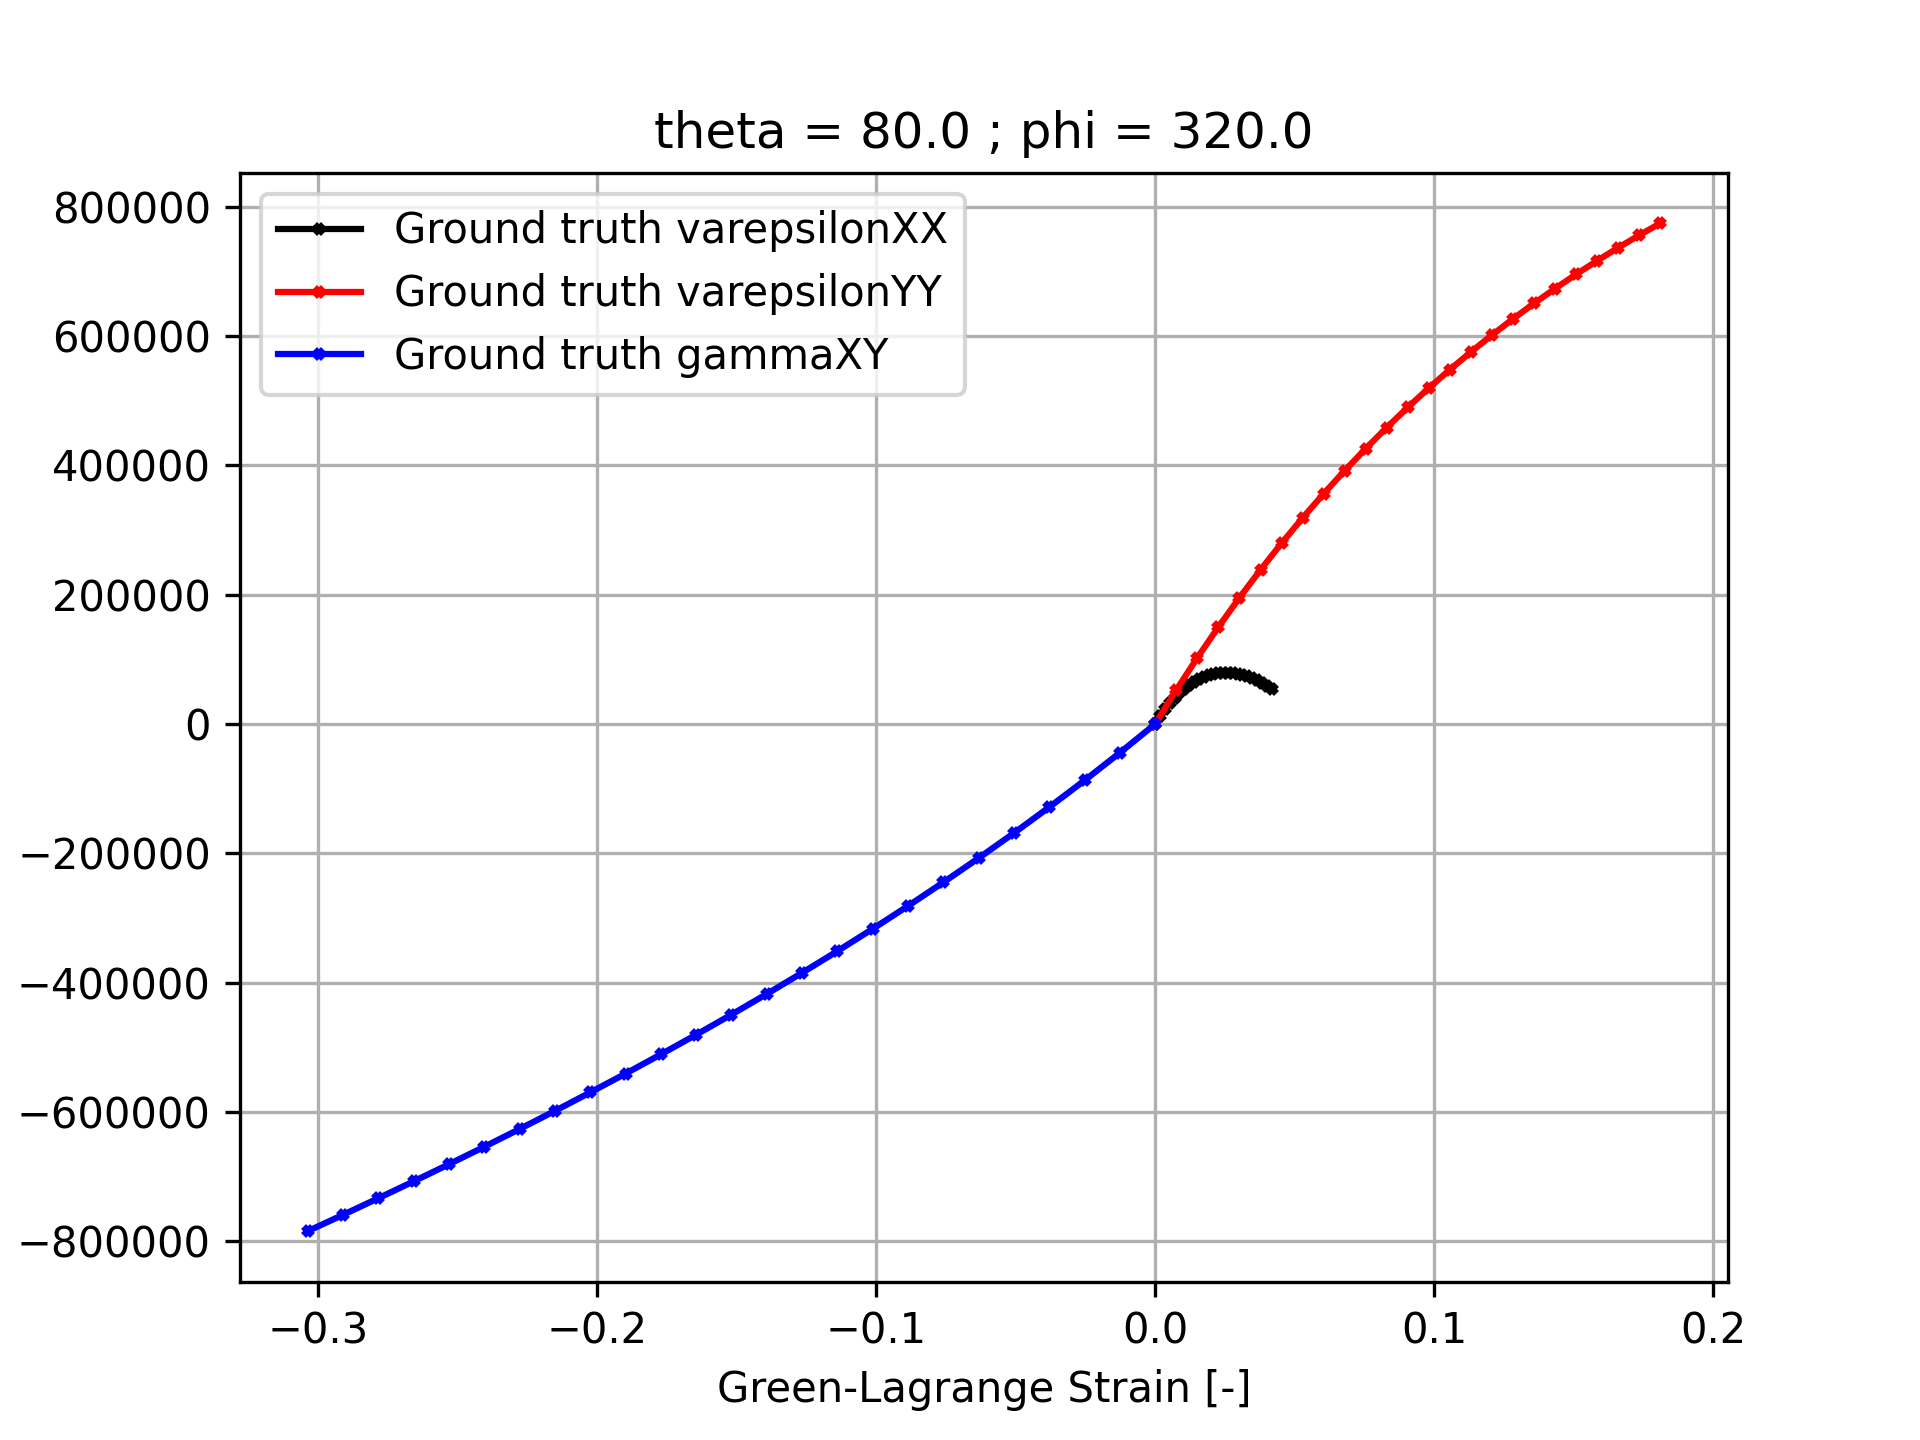 theta = 80.0 ; phi = 320.0
800000
600000
400000
200000
0
−200000
−400000
−600000
−800000
Ground truth varepsilonXX
Ground truth varepsilonYY
Ground truth gammaXY
−0.3 −0.2 −0.1 0.0 0.1 0.2
Green-Lagrange Strain [-]